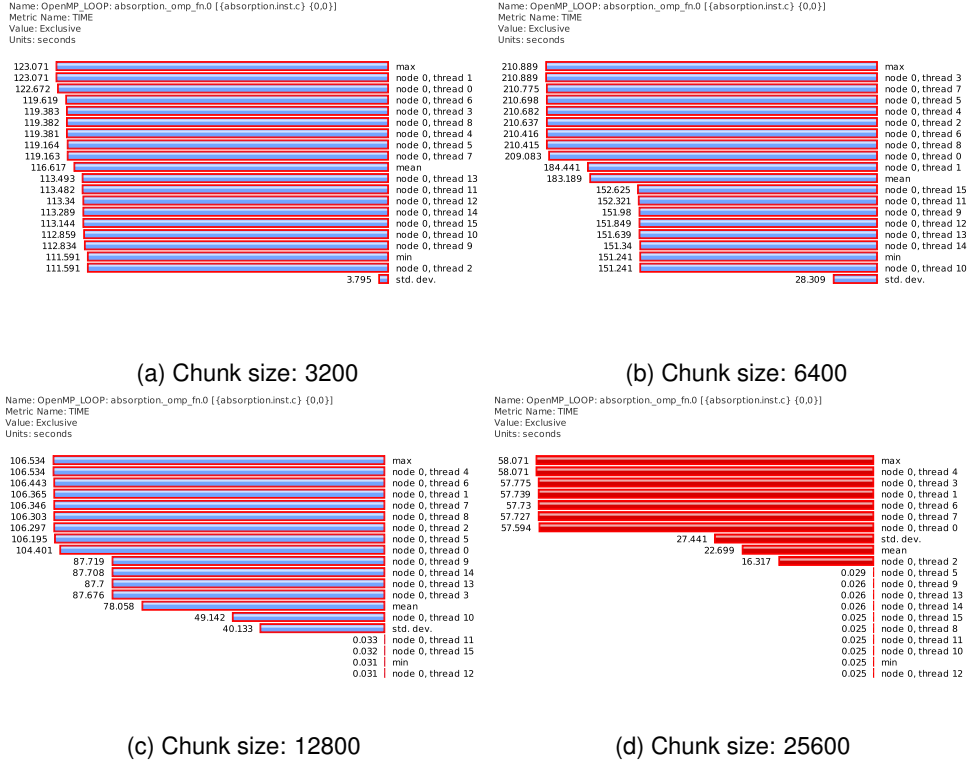 Name: OpenMP_LOOP: absorption._omp_fn.0 [{absorption.inst.c} {0,0}]
Metric Name: TIME
Value: Exclusive
Units: seconds
123.071 max
123.071 node 0, thread 1
122.672 node 0, thread 0
119.619 node 0, thread 6
119.383 node 0, thread 3
119.382 node 0, thread 8
119.381 node 0, thread 4
119.164 node 0, thread 5
119.163 node 0, thread 7
116.617 mean
113.493 node 0, thread 13
113.482 node 0, thread 11
113.34 node 0, thread 12
113.289 node 0, thread 14
113.144 node 0, thread 15
112.859 node 0, thread 10
112.834 node 0, thread 9
111.591 min
111.591 node 0, thread 2
3.795 std. dev.
(a) Chunk size: 3200
Name: OpenMP_LOOP: absorption._omp_fn.0 [{absorption.inst.c} {0,0}]
Metric Name: TIME
Value: Exclusive
Units: seconds
210.889 max
210.889 node 0, thread 3
210.775 node 0, thread 7
210.698 node 0, thread 5
210.682 node 0, thread 4
210.637 node 0, thread 2
210.416 node 0, thread 6
210.415 node 0, thread 8
209.083 node 0, thread 0
184.441 node 0, thread 1
183.189 mean
152.625 node 0, thread 15
152.321 node 0, thread 11
151.98 node 0, thread 9
151.849 node 0, thread 12
151.639 node 0, thread 13
151.34 node 0, thread 14
151.241 min
151.241 node 0, thread 10
28.309 std. dev.
(b) Chunk size: 6400
Name: OpenMP_LOOP: absorption._omp_fn.0 [{absorption.inst.c} {0,0}]
Metric Name: TIME
Value: Exclusive
Units: seconds
106.534 max
106.534 node 0, thread 4
106.443 node 0, thread 6
106.365 node 0, thread 1
106.346 node 0, thread 7
106.303 node 0, thread 8
106.297 node 0, thread 2
106.195 node 0, thread 5
104.401 node 0, thread 0
87.719 node 0, thread 9
87.708 node 0, thread 14
87.7 node 0, thread 13
87.676 node 0, thread 3
78.058 mean
49.142 node 0, thread 10
40.133 std. dev.
0.033 node 0, thread 11
0.032 node 0, thread 15
0.031 min
0.031 node 0, thread 12
(c) Chunk size: 12800
Name: OpenMP_LOOP: absorption._omp_fn.0 [{absorption.inst.c} {0,0}]
Metric Name: TIME
Value: Exclusive
Units: seconds
58.071 max
58.071 node 0, thread 4
57.775 node 0, thread 3
57.739 node 0, thread 1
57.73 node 0, thread 6
57.727 node 0, thread 7
57.594 node 0, thread 0
27.441 std. dev.
22.699 mean
16.317 node 0, thread 2
0.029 node 0, thread 5
0.026 node 0, thread 9
0.026 node 0, thread 13
0.026 node 0, thread 14
0.025 node 0, thread 15
0.025 node 0, thread 8
0.025 node 0, thread 11
0.025 node 0, thread 10
0.025 min
0.025 node 0, thread 12
(d) Chunk size: 25600